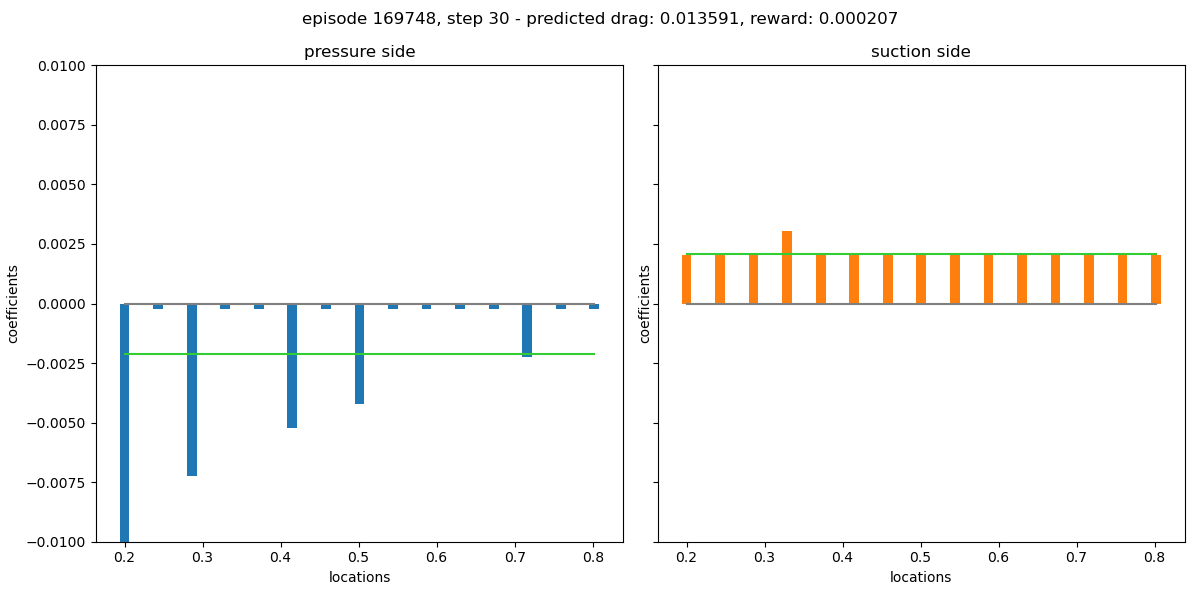 episode 169748, step 30 - predicted drag: 0.013591, reward: 0.000207
pressure side
0.0100
0.0075
0.0050
0.0025
0.0000
−0.0025
−0.0050
−0.0075
−0.0100
coefficients
0.2 0.3 0.4 0.5 0.6 0.7 0.8
locations
suction side
coefficients
0.2 0.3 0.4 0.5 0.6 0.7 0.8
locations